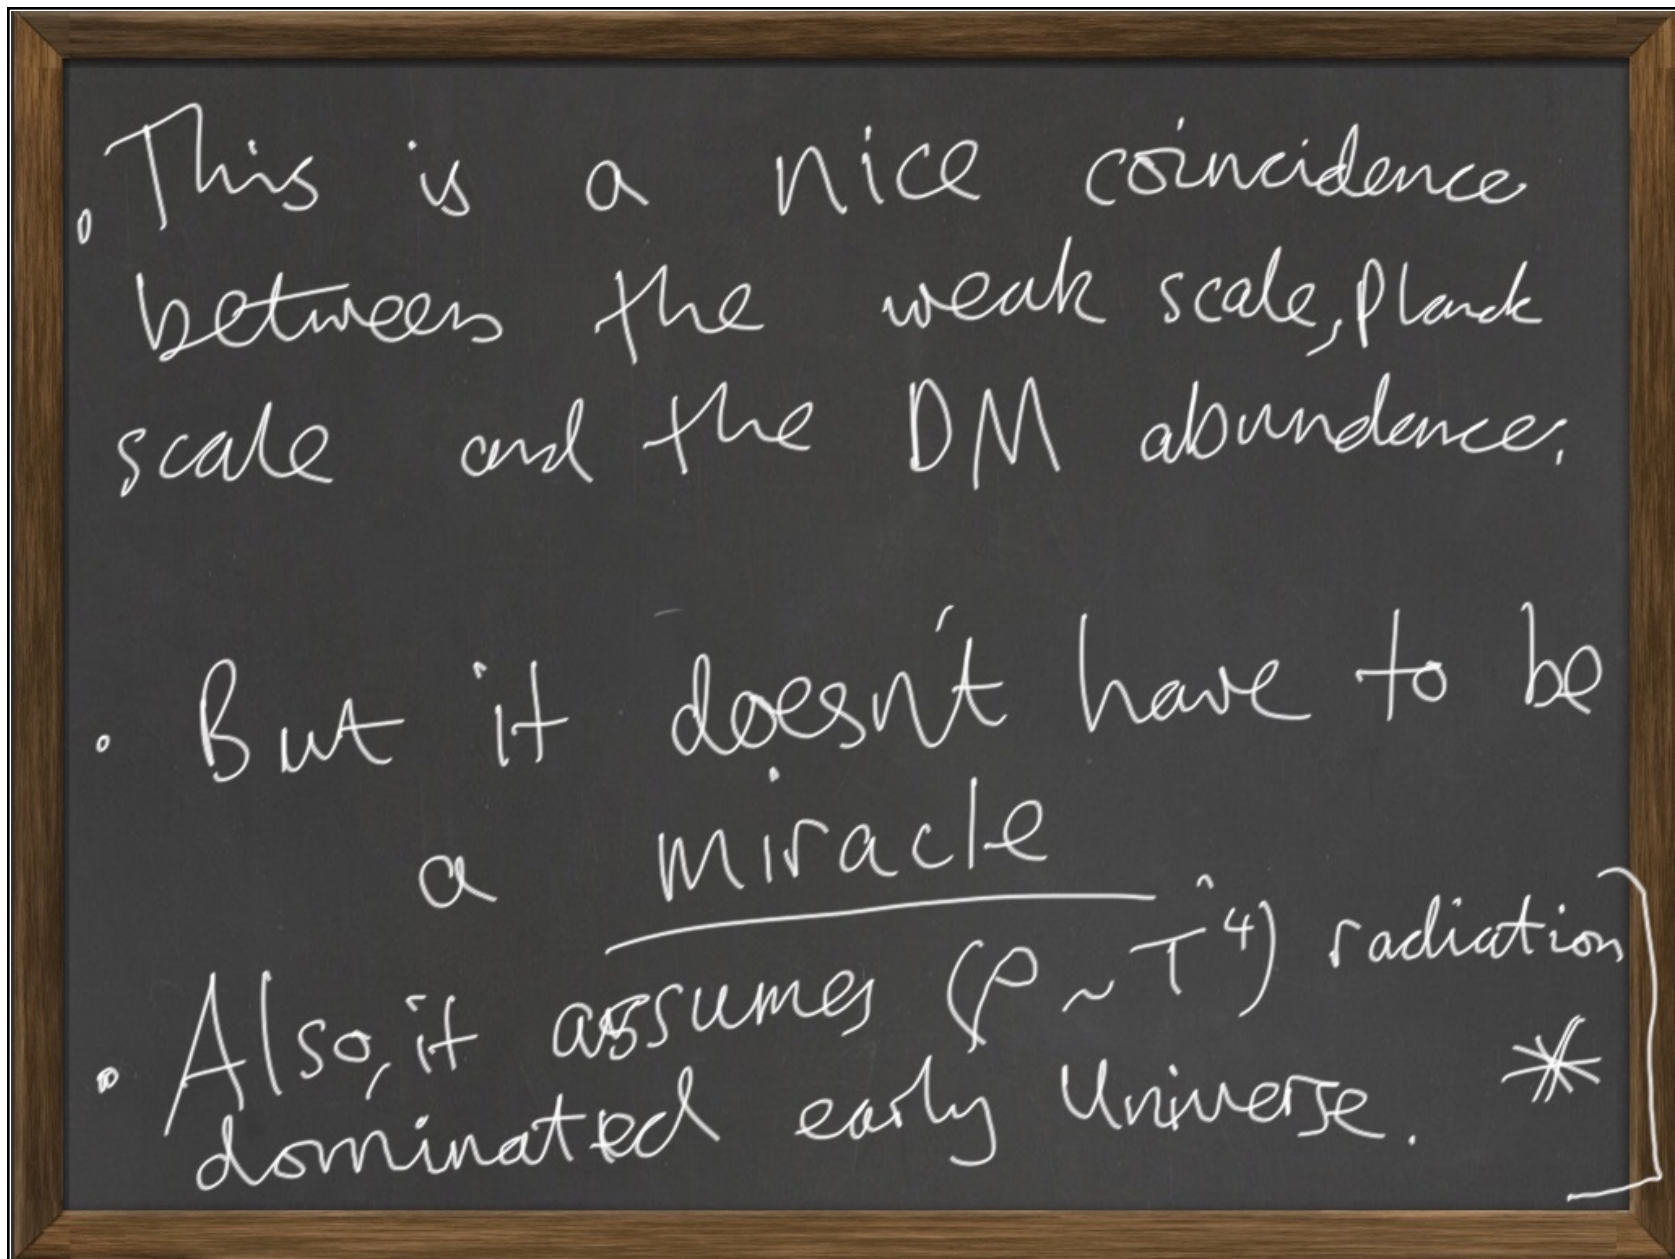 • This is a nice coincidence
between the weak scale, Planck
scale and the DM abundance.
• But it doesn't have to be
a miracle
• Also, it assumes (ρ ~ T⁴) radiation
dominated early Universe. *